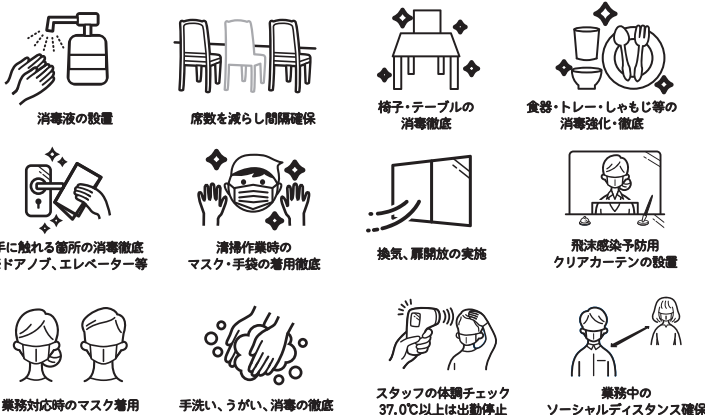 消毒液の設置
席数を減らし間隔確保
椅子・テーブルの
消毒徹底
食器・トレー・しゃもじ等の
消毒強化・徹底
手に触れる箇所の消毒徹底
ドアノブ、エレベーター等
清掃作業時の
マスク・手袋の着用徹底
換気、扉開放の実施
飛沫感染予防用
クリアカーテンの設置
業務対応時のマスク着用
手洗い、うがい、消毒の徹底
スタッフの体調チェック
37.0℃以上は出勤停止
業務中の
ソーシャルディスタンス確保